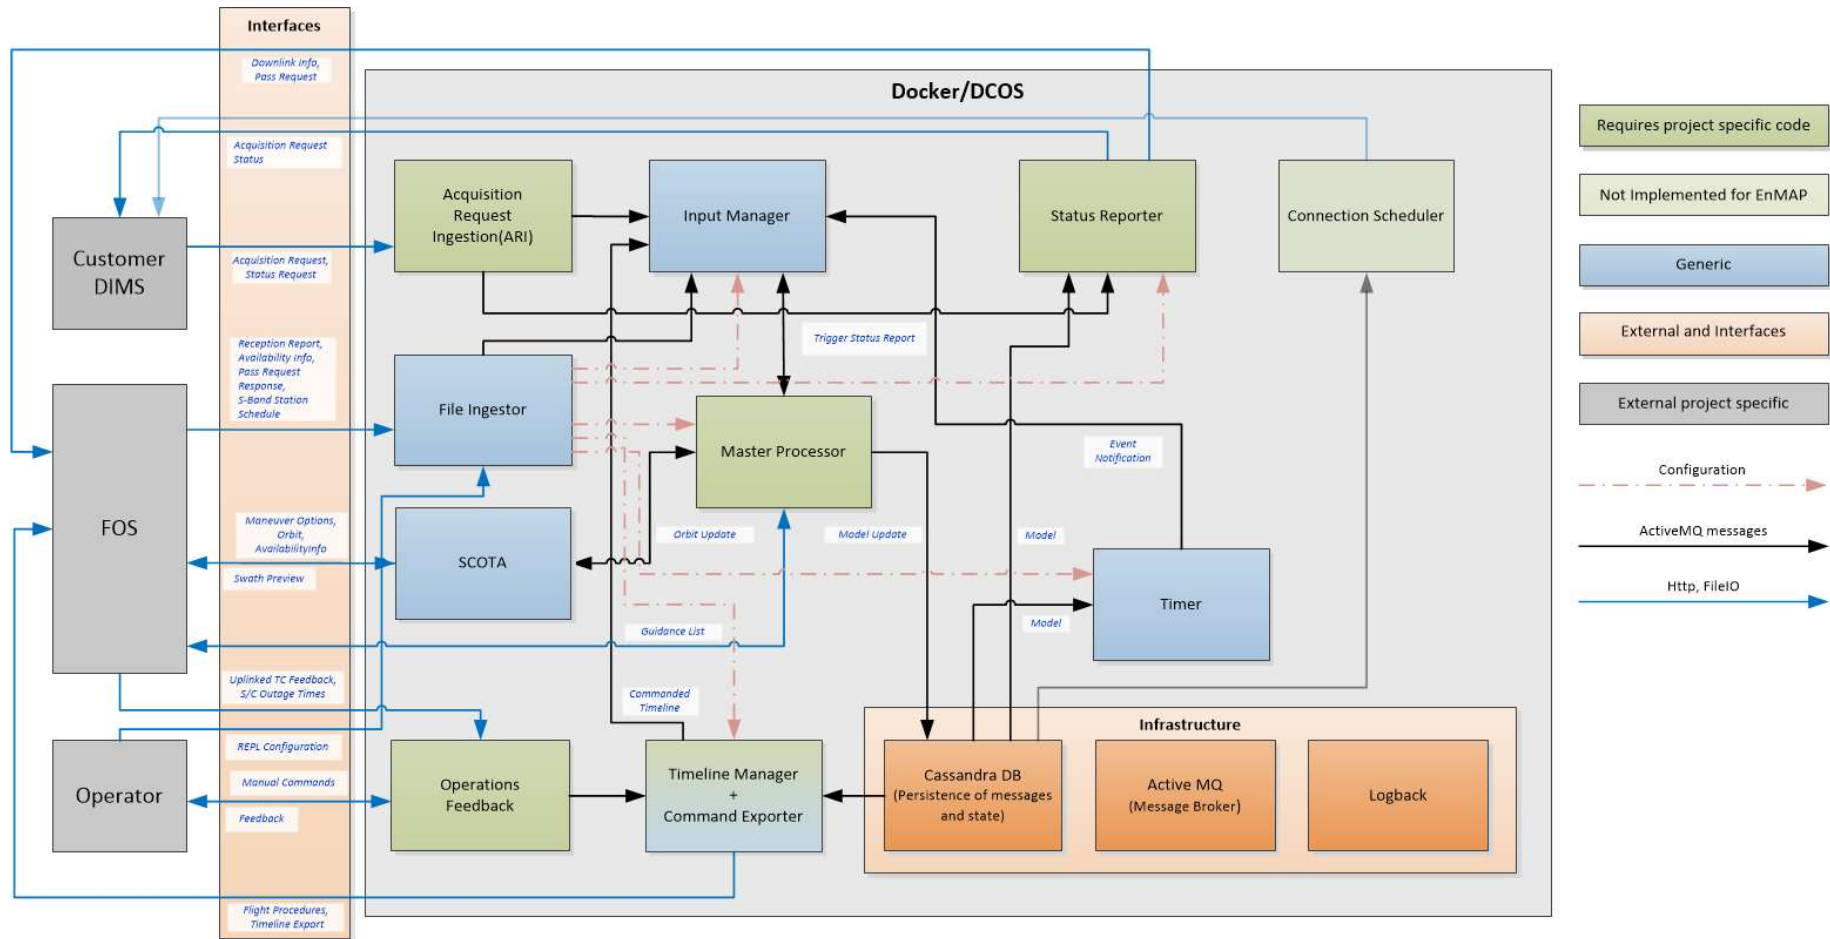 Interfaces
Downlink Info,
Pass Request
Docker/DCOS
Acquisition Request
Status
Acquisition
Request
Ingestion(ARI)
Input Manager
Status Reporter
Connection Scheduler
Customer
DIMS
Acquisition Request,
Status Request
Reception Report,
Availability Info,
Pass Request
Response,
S-Band Station
Schedule
Trigger Status Report
File Ingestor
Master Processor
Event
Notification
FOS
Maneuver Options,
Orbit,
AvailabilityInfo
Swath Preview
SCOTA
Orbit Update
Model Update
Model
Timer
Model
Guidance List
Uplinked TC Feedback,
S/C Outage Times
Commanded
Timeline
Operator
REPL Configuration
Manual Commands
Feedback
Operations
Feedback
Timeline Manager
+
Command Exporter
Infrastructure
Cassandra DB
(Persistence of messages
and state)
Active MQ
(Message Broker)
Logback
Flight Procedures,
Timeline Export
Requires project specific code
Not Implemented for EnMAP
Generic
External and Interfaces
External project specific
Configuration
ActiveMQ messages
Http, FileIO